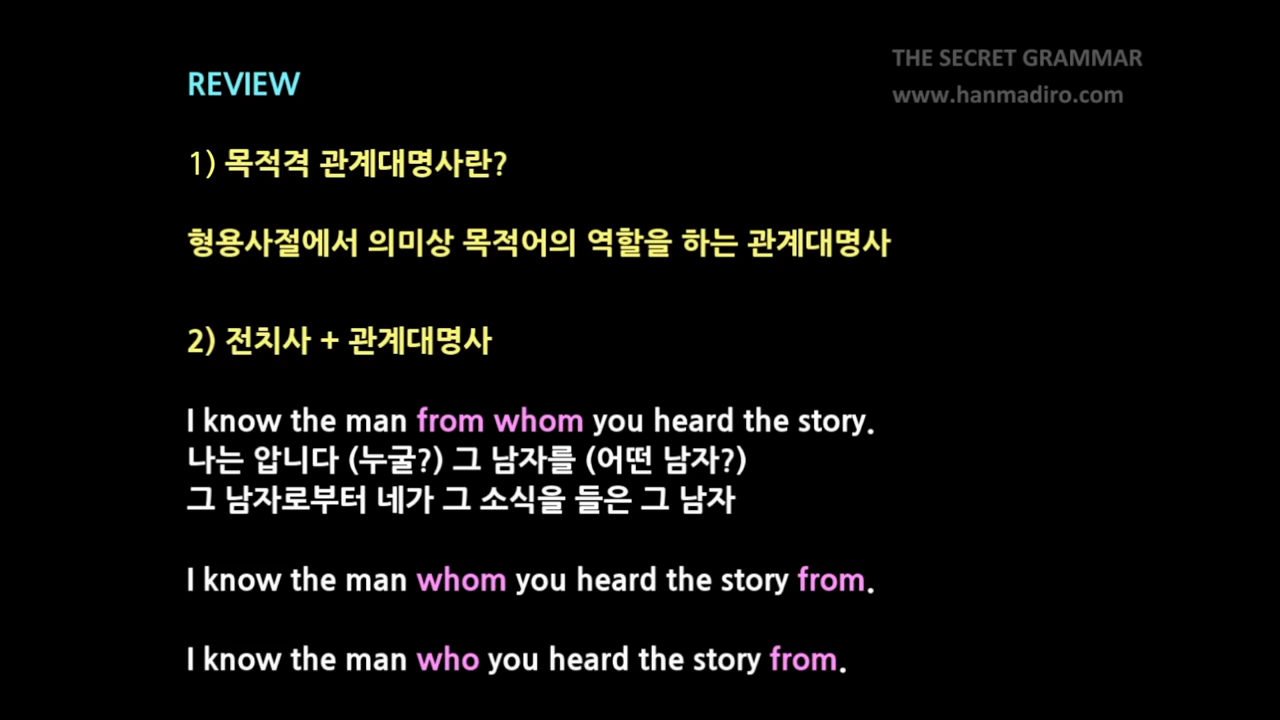 THE SECRET GRAMMAR
www.hanmadiro.com
REVIEW
1) 목적격 관계대명사란?
형용사절에서 의미상 목적어의 역할을 하는 관계대명사
2) 전치사 + 관계대명사
I know the man from whom you heard the story.
나는 압니다 (누굴?) 그 남자를 (어떤 남자?)
그 남자로부터 네가 그 소식을 들은 그 남자
I know the man whom you heard the story from.
I know the man who you heard the story from.